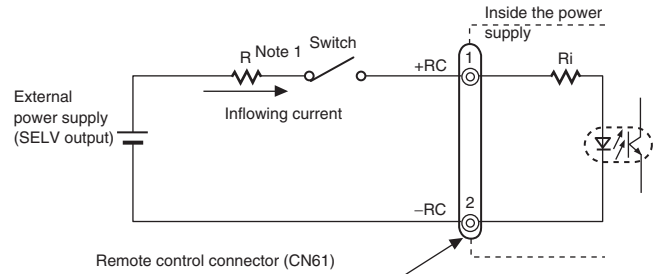 Inside the power
supply
R Note 1 Switch
+RC 1 Ri
External
power supply
(SELV output)
Inflowing current
−RC 2
Remote control connector (CN61)